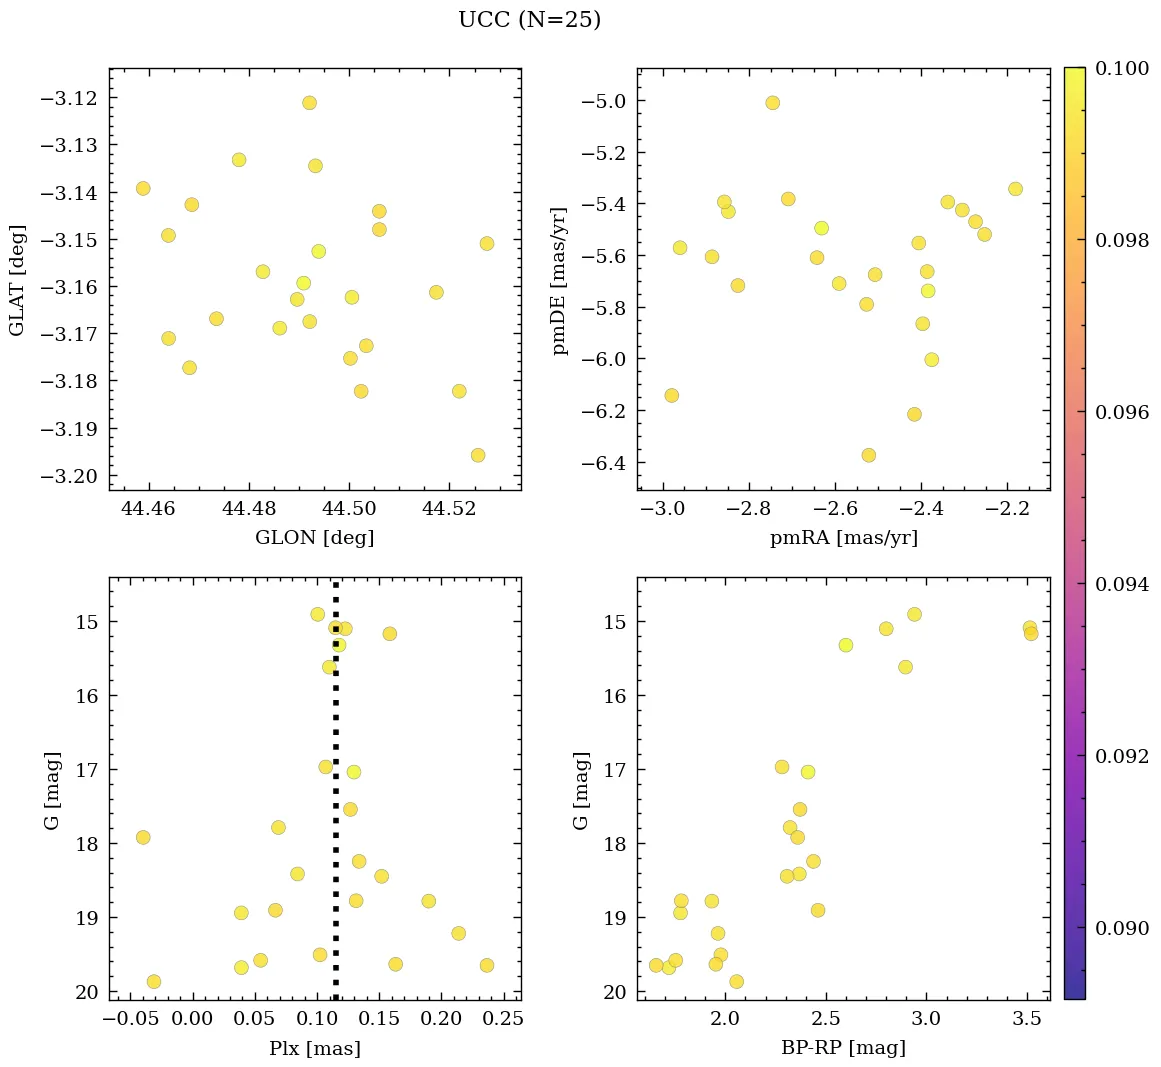 UCC (N=25)
−3.12
−3.13
−3.14
−3.15
−3.16
−3.17
−3.18
−3.19
−3.20
GLAT [deg]
44.46 44.48 44.50 44.52
GLON [deg]
−5.0
−5.2
−5.4
−5.6
−5.8
−6.0
−6.2
−6.4
pmDE [mas/yr]
−3.0 −2.8 −2.6 −2.4 −2.2
pmRA [mas/yr]
15
16
17
18
19
20
G [mag]
−0.05 0.00 0.05 0.10 0.15 0.20 0.25
Plx [mas]
15
16
17
18
19
20
G [mag]
2.0 2.5 3.0 3.5
BP-RP [mag]
0.100
0.098
0.096
0.094
0.092
0.090